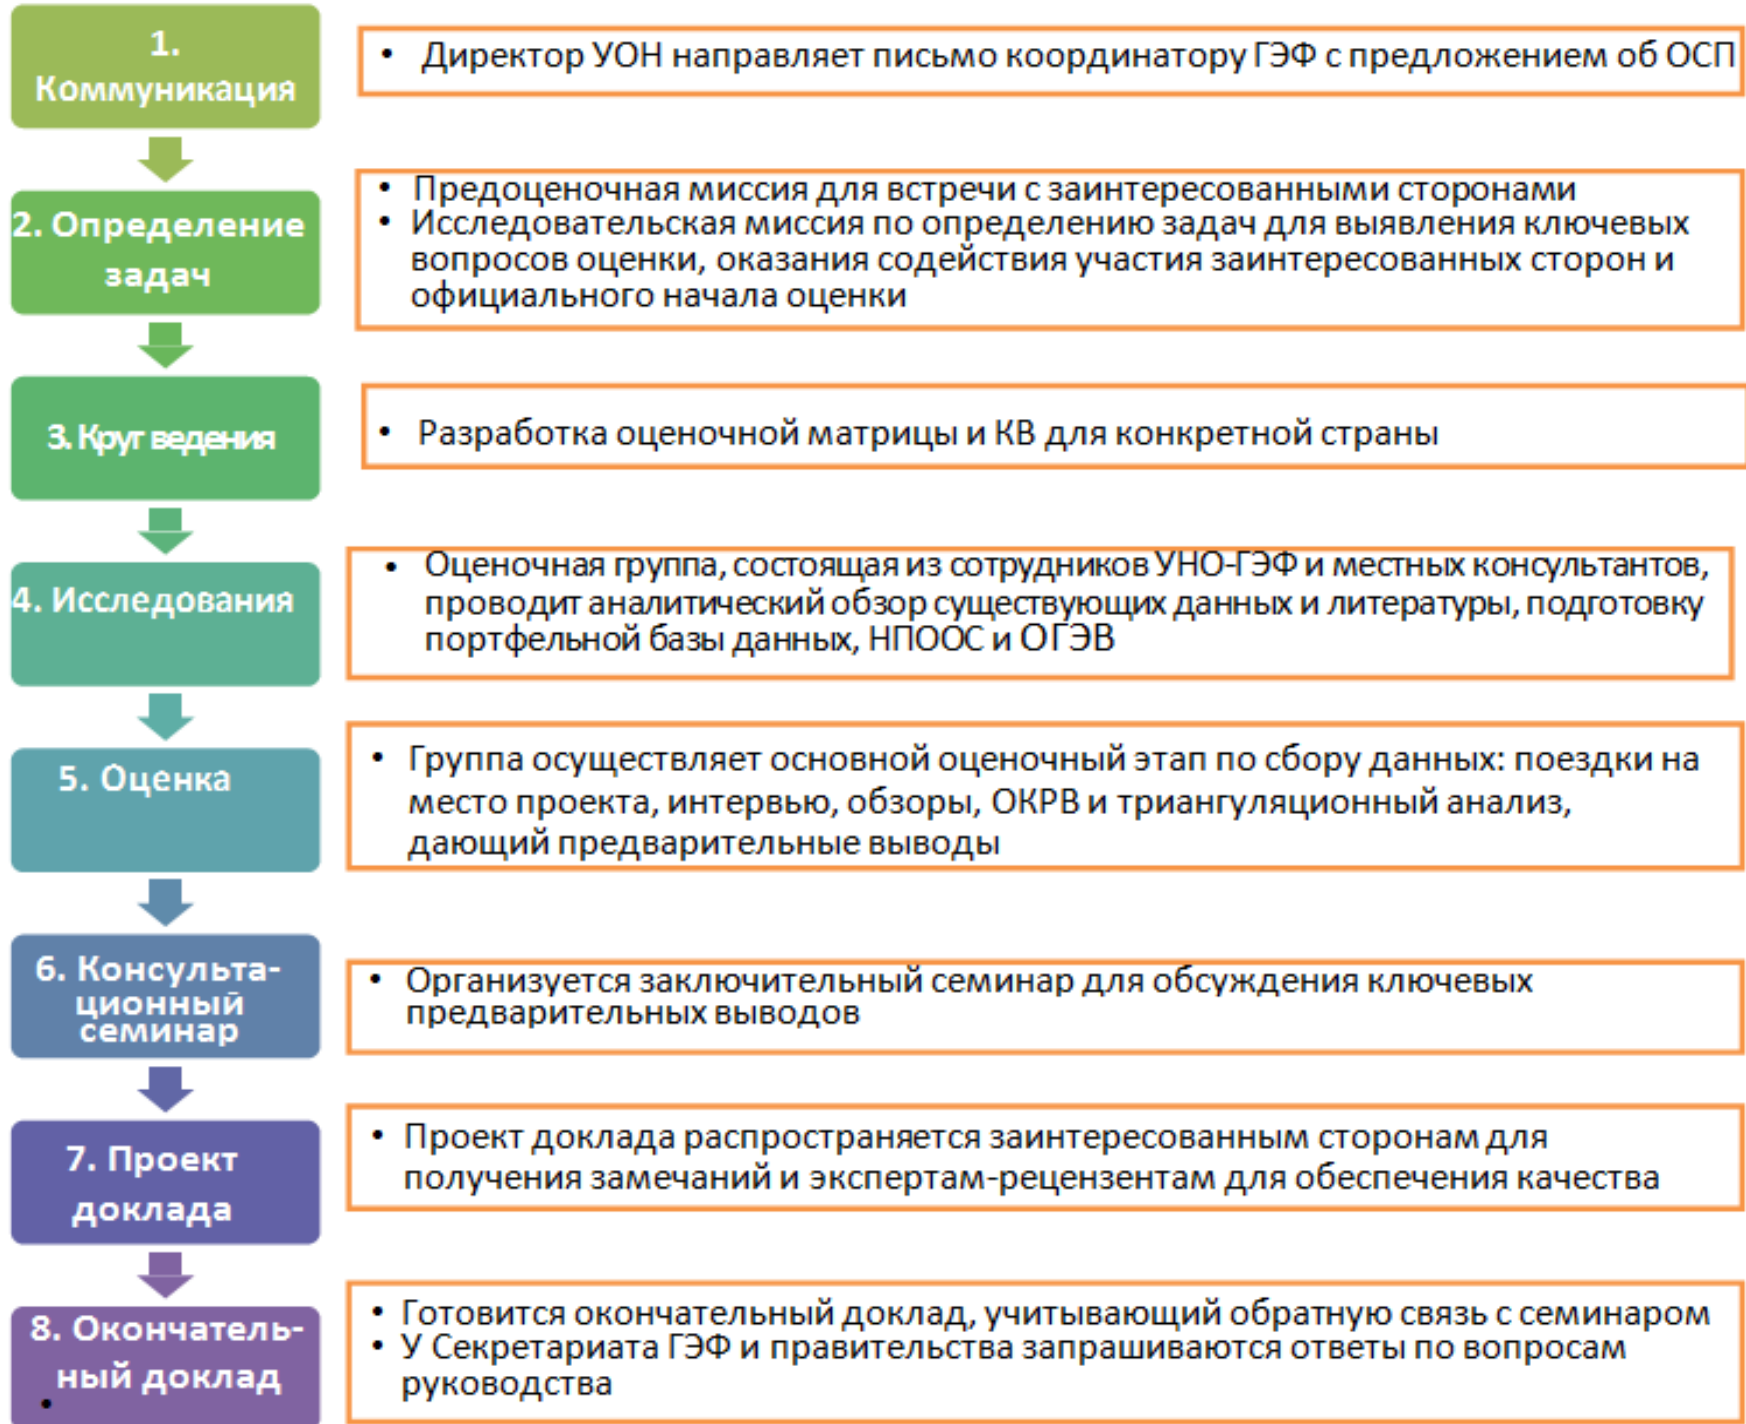 1.
Коммуникация
• Директор УОН направляет письмо координатору ГЭФ с предложением об ОСП
2. Определение
задач
• Предоценочная миссия для встречи с заинтересованными сторонами
• Исследовательская миссия по определению задач для выявления ключевых
вопросов оценки, оказания содействия участия заинтересованных сторон и
официального начала оценки
3. Круг ведения
• Разработка оценочной матрицы и КВ для конкретной страны
4. Исследования
• Оценочная группа, состоящая из сотрудников УНО-ГЭФ и местных консультантов,
проводит аналитический обзор существующих данных и литературы, подготовку
портфельной базы данных, НПООС и ОГЭВ
5. Оценка
• Группа осуществляет основной оценочный этап по сбору данных: поездки на
место проекта, интервью, обзоры, ОКРВ и триангуляционный анализ,
дающий предварительные выводы
6. Консульта-
ционный
семинар
• Организуется заключительный семинар для обсуждения ключевых
предварительных выводов
7. Проект
доклада
• Проект доклада распространяется заинтересованным сторонам для
получения замечаний и экспертам-рецензентам для обеспечения качества
8. Окончатель-
ный доклад
•
• Готовится окончательный доклад, учитывающий обратную связь с семинаром
• У Секретариата ГЭФ и правительства запрашиваются ответы по вопросам
руководства